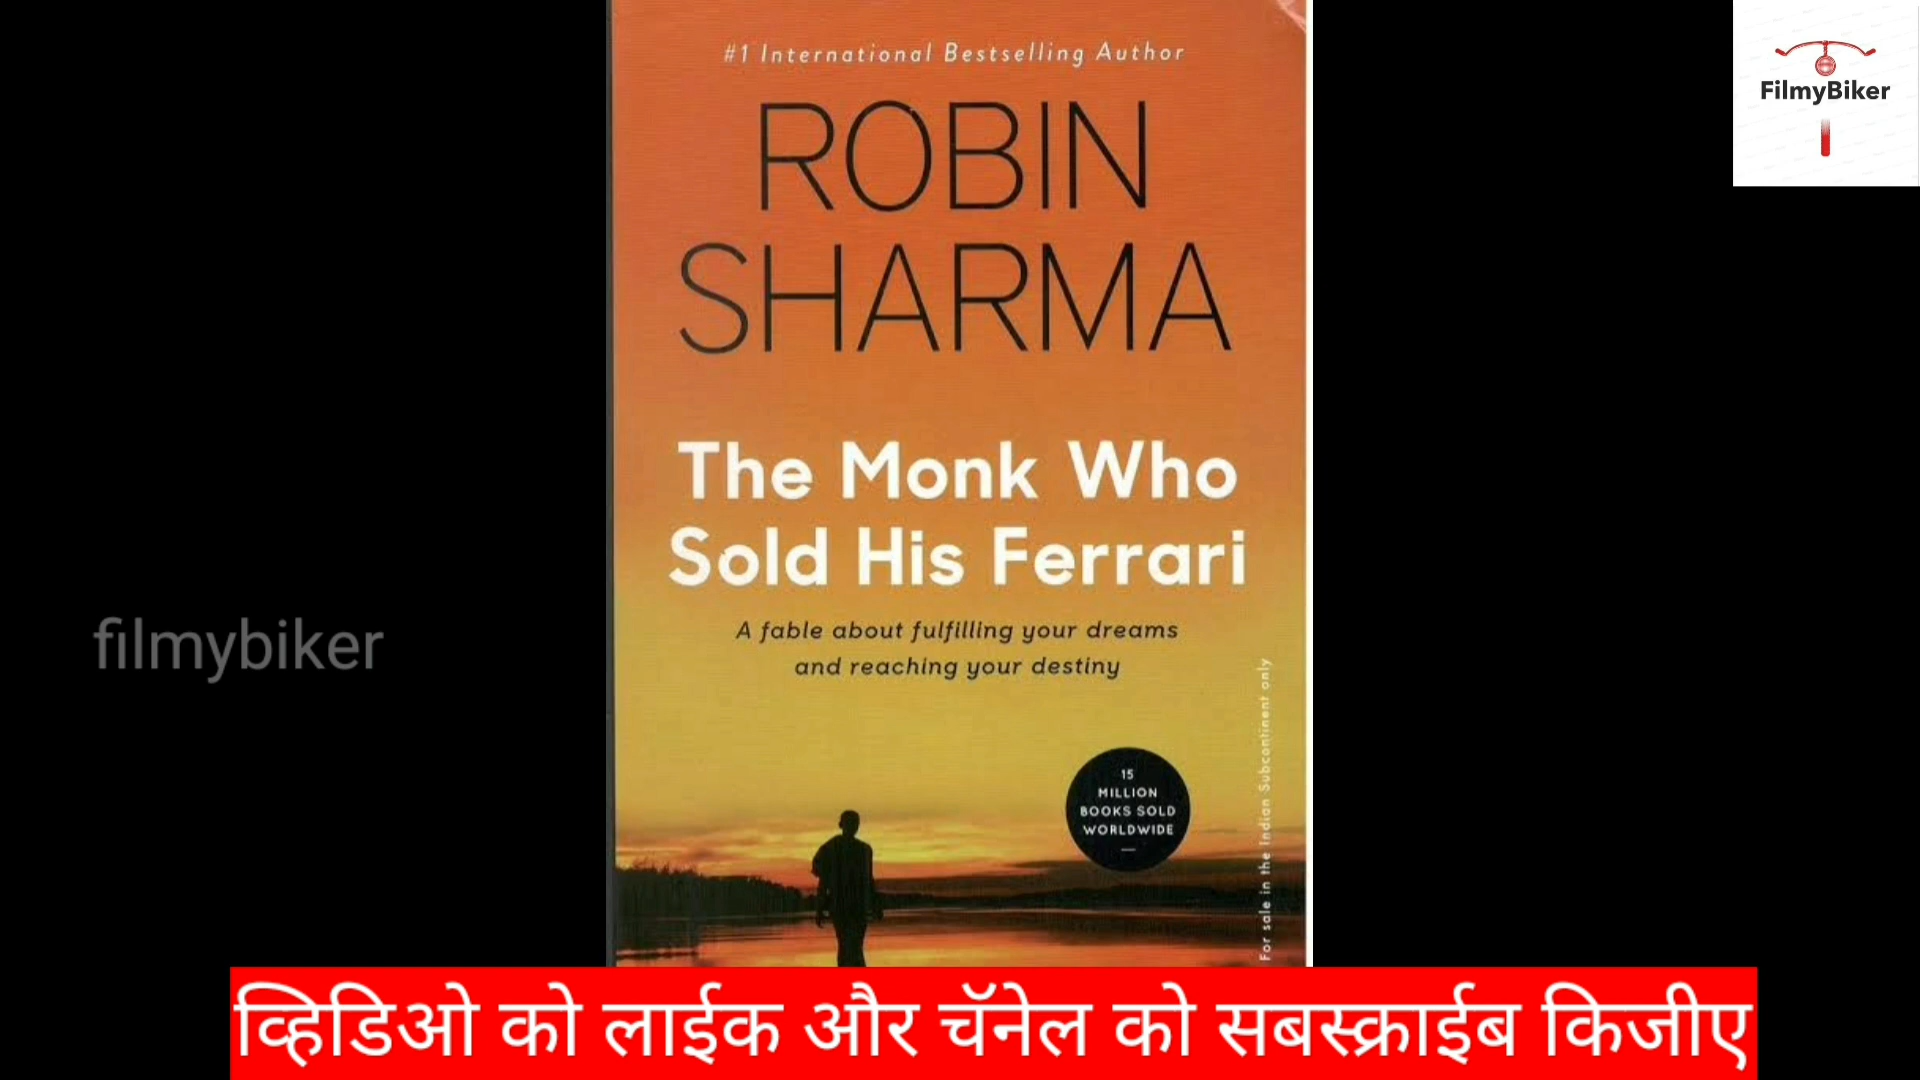 #1 International Bestselling Author
ROBIN
SHARMA
The Monk Who
Sold His Ferrari
A fable about fulfilling your dreams
and reaching your destiny
15
MILLION
BOOKS SOLD
WORLDWIDE
For sale in the Indian Subcontinent only
FilmyBiker
filmybiker
व्हिडिओ को लाईक और चॅनेल को सबस्क्राईब किजीए